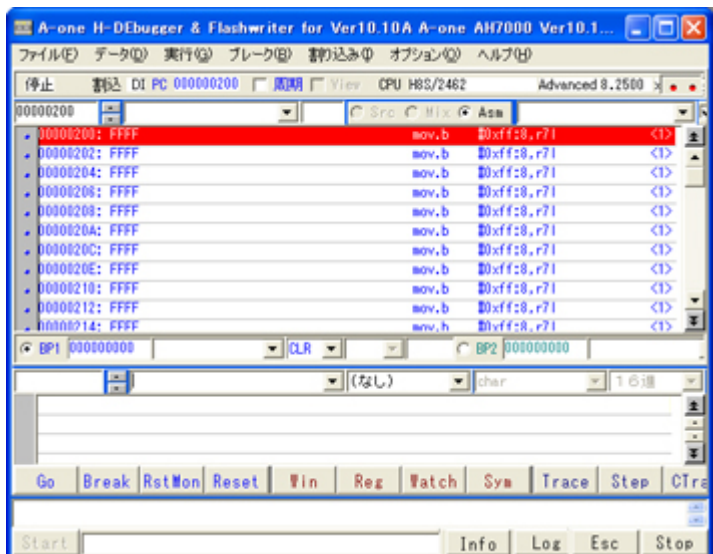 A-one H-DEbugger & Flashwriter for Ver10.10A A-one AH7000 Ver10.1...
ファイル(F) データ(D) 実行(G) ブレーク(B) 割り込み(I) オプション(O) ヘルプ(H)
停止 割込 DI PC 000000200 周期 View CPU H8S/2462 Advanced 8.2500
00000200 Src Mix Asm
00000200: FFFF mov.b #0xff:8,r7l <1>
00000202: FFFF mov.b #0xff:8,r7l <1>
00000204: FFFF mov.b #0xff:8,r7l <1>
00000206: FFFF mov.b #0xff:8,r7l <1>
00000208: FFFF mov.b #0xff:8,r7l <1>
0000020A: FFFF mov.b #0xff:8,r7l <1>
0000020C: FFFF mov.b #0xff:8,r7l <1>
0000020E: FFFF mov.b #0xff:8,r7l <1>
00000210: FFFF mov.b #0xff:8,r7l <1>
00000212: FFFF mov.b #0xff:8,r7l <1>
00000214: FFFF mov.b #0xff:8,r7l <1>
BP1 000000000 CLR BP2 000000000
(なし) char 16進
Go Break RstMon Reset Win Reg Watch Sym Trace Step CTra
Start Info Log Esc Stop